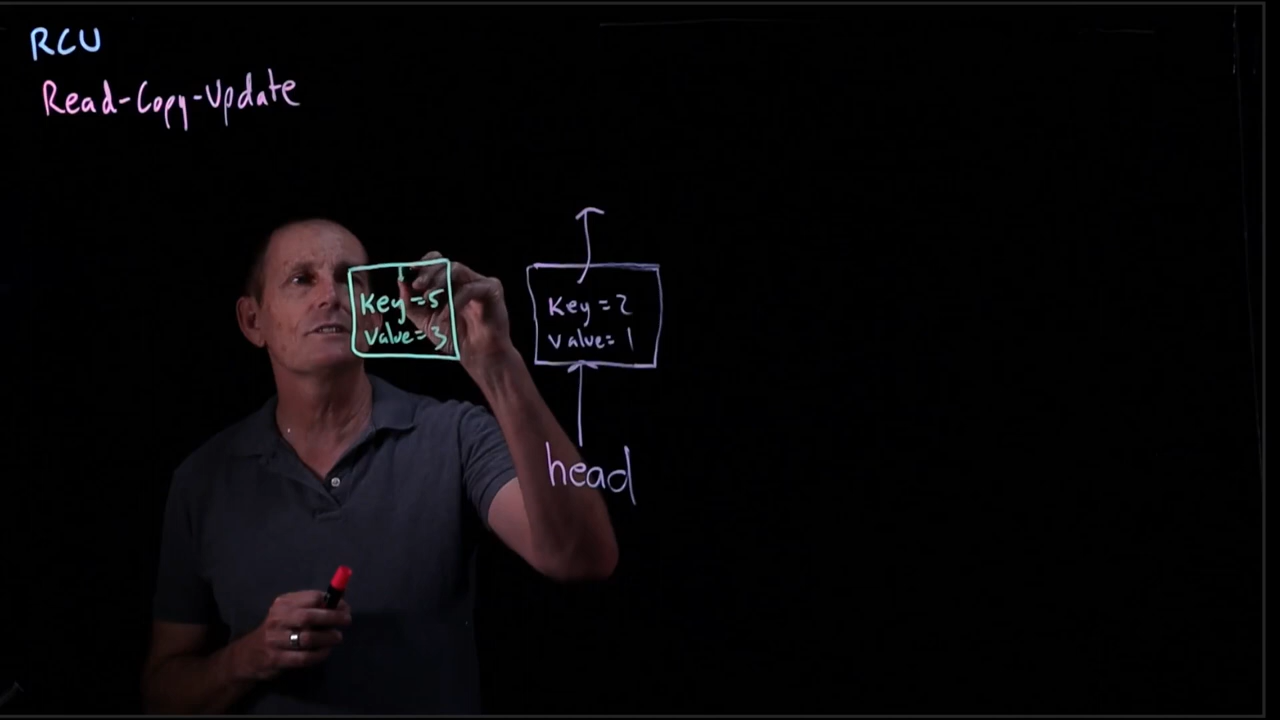 RCU
Read-Copy-Update
Key=5
Value=3
Key=2
Value=1
head